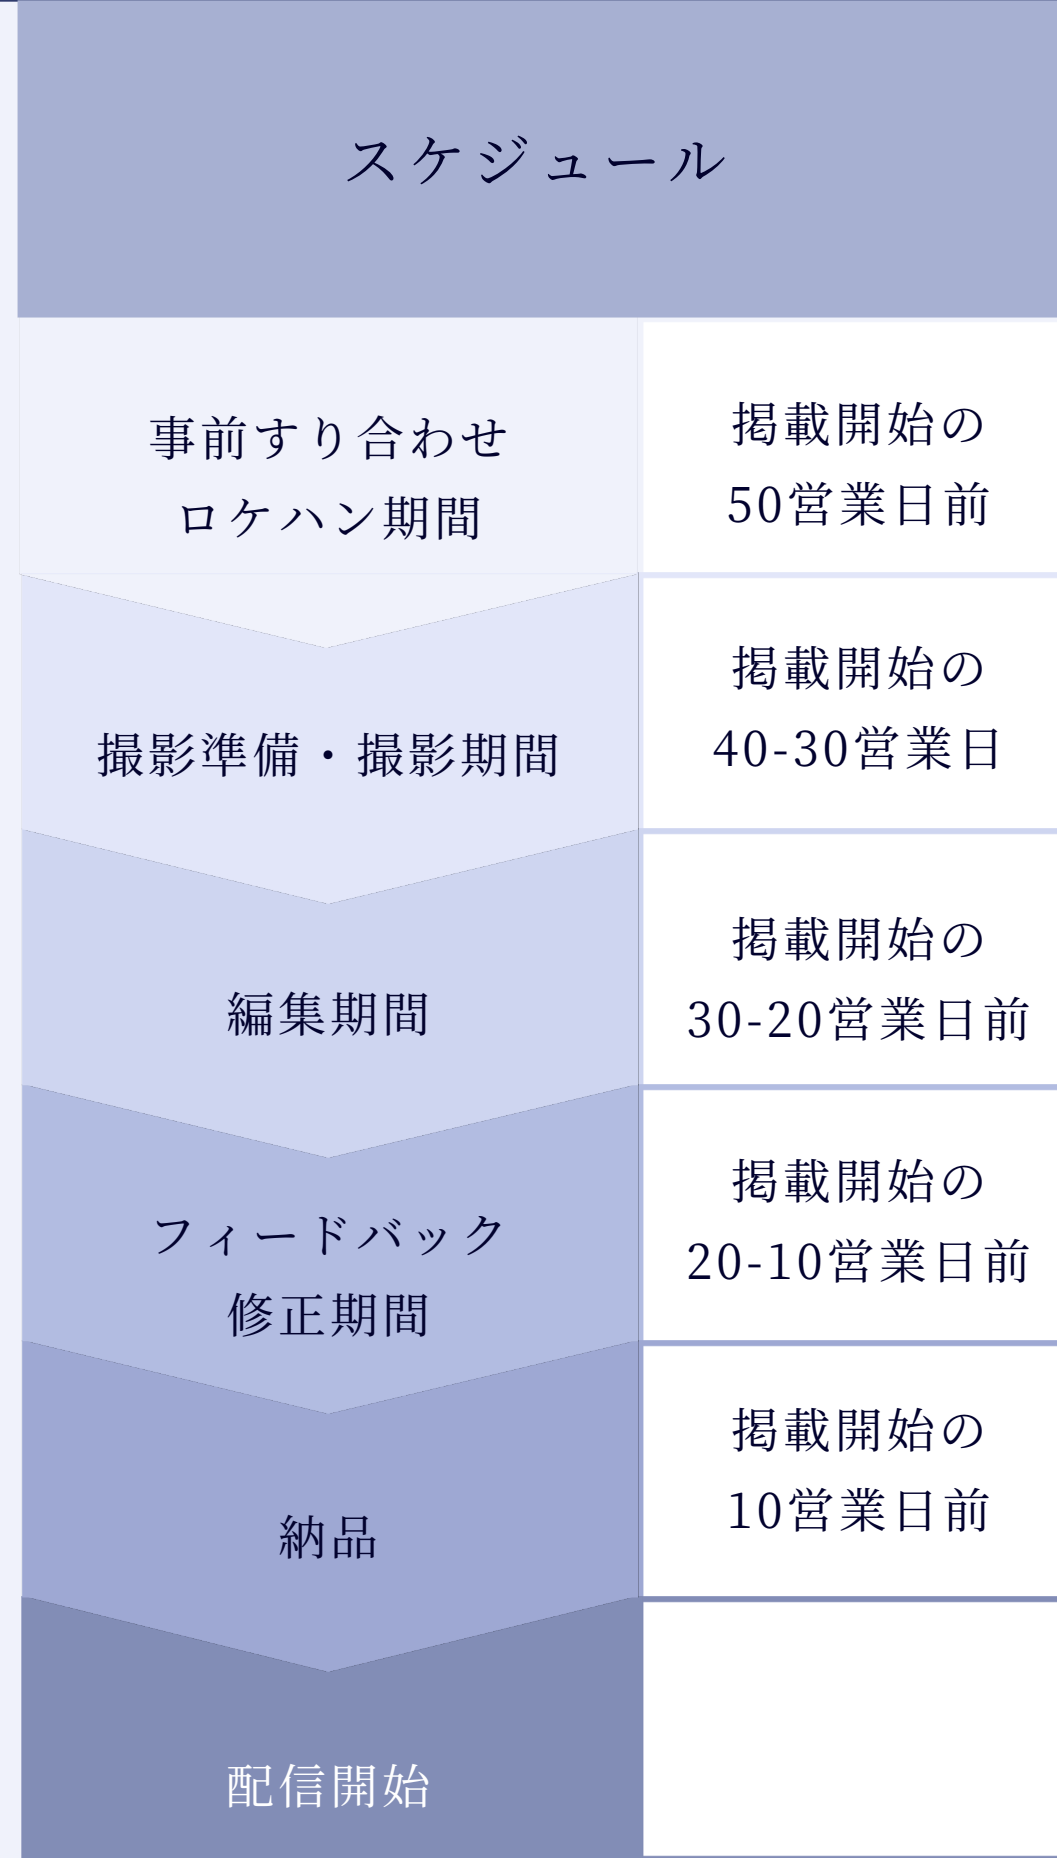 スケジュール
事前すり合わせ
ロケハン期間
掲載開始の
50営業日前
撮影準備・撮影期間
掲載開始の
40-30営業日
編集期間
掲載開始の
30-20営業日前
フィードバック
修正期間
掲載開始の
20-10営業日前
納品
掲載開始の
10営業日前
配信開始